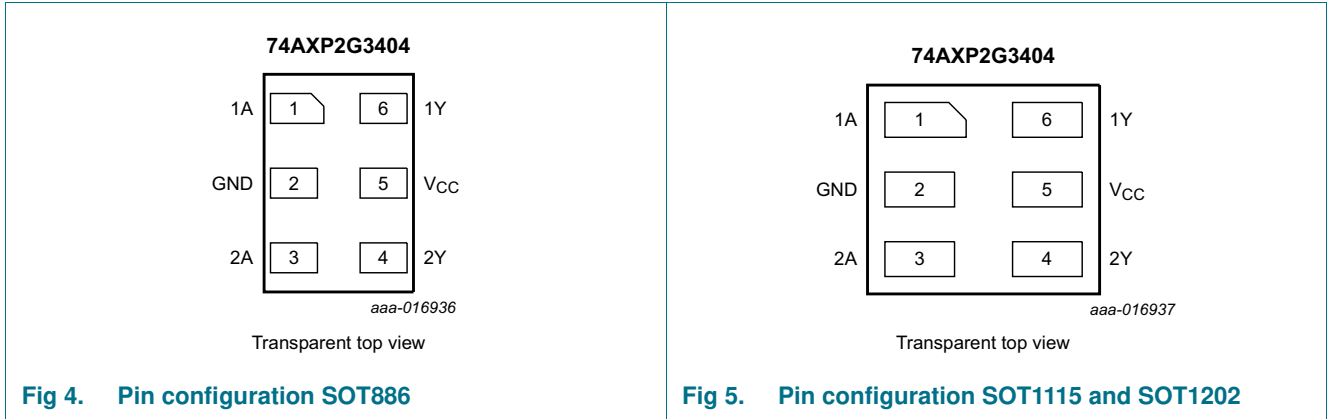 74AXP2G3404
1A 1 6 1Y
GND 2 5 VCC
2A 3 4 2Y
aaa-016936
Transparent top view
Fig 4. Pin configuration SOT886
74AXP2G3404
1A 1 6 1Y
GND 2 5 VCC
2A 3 4 2Y
aaa-016937
Transparent top view
Fig 5. Pin configuration SOT1115 and SOT1202